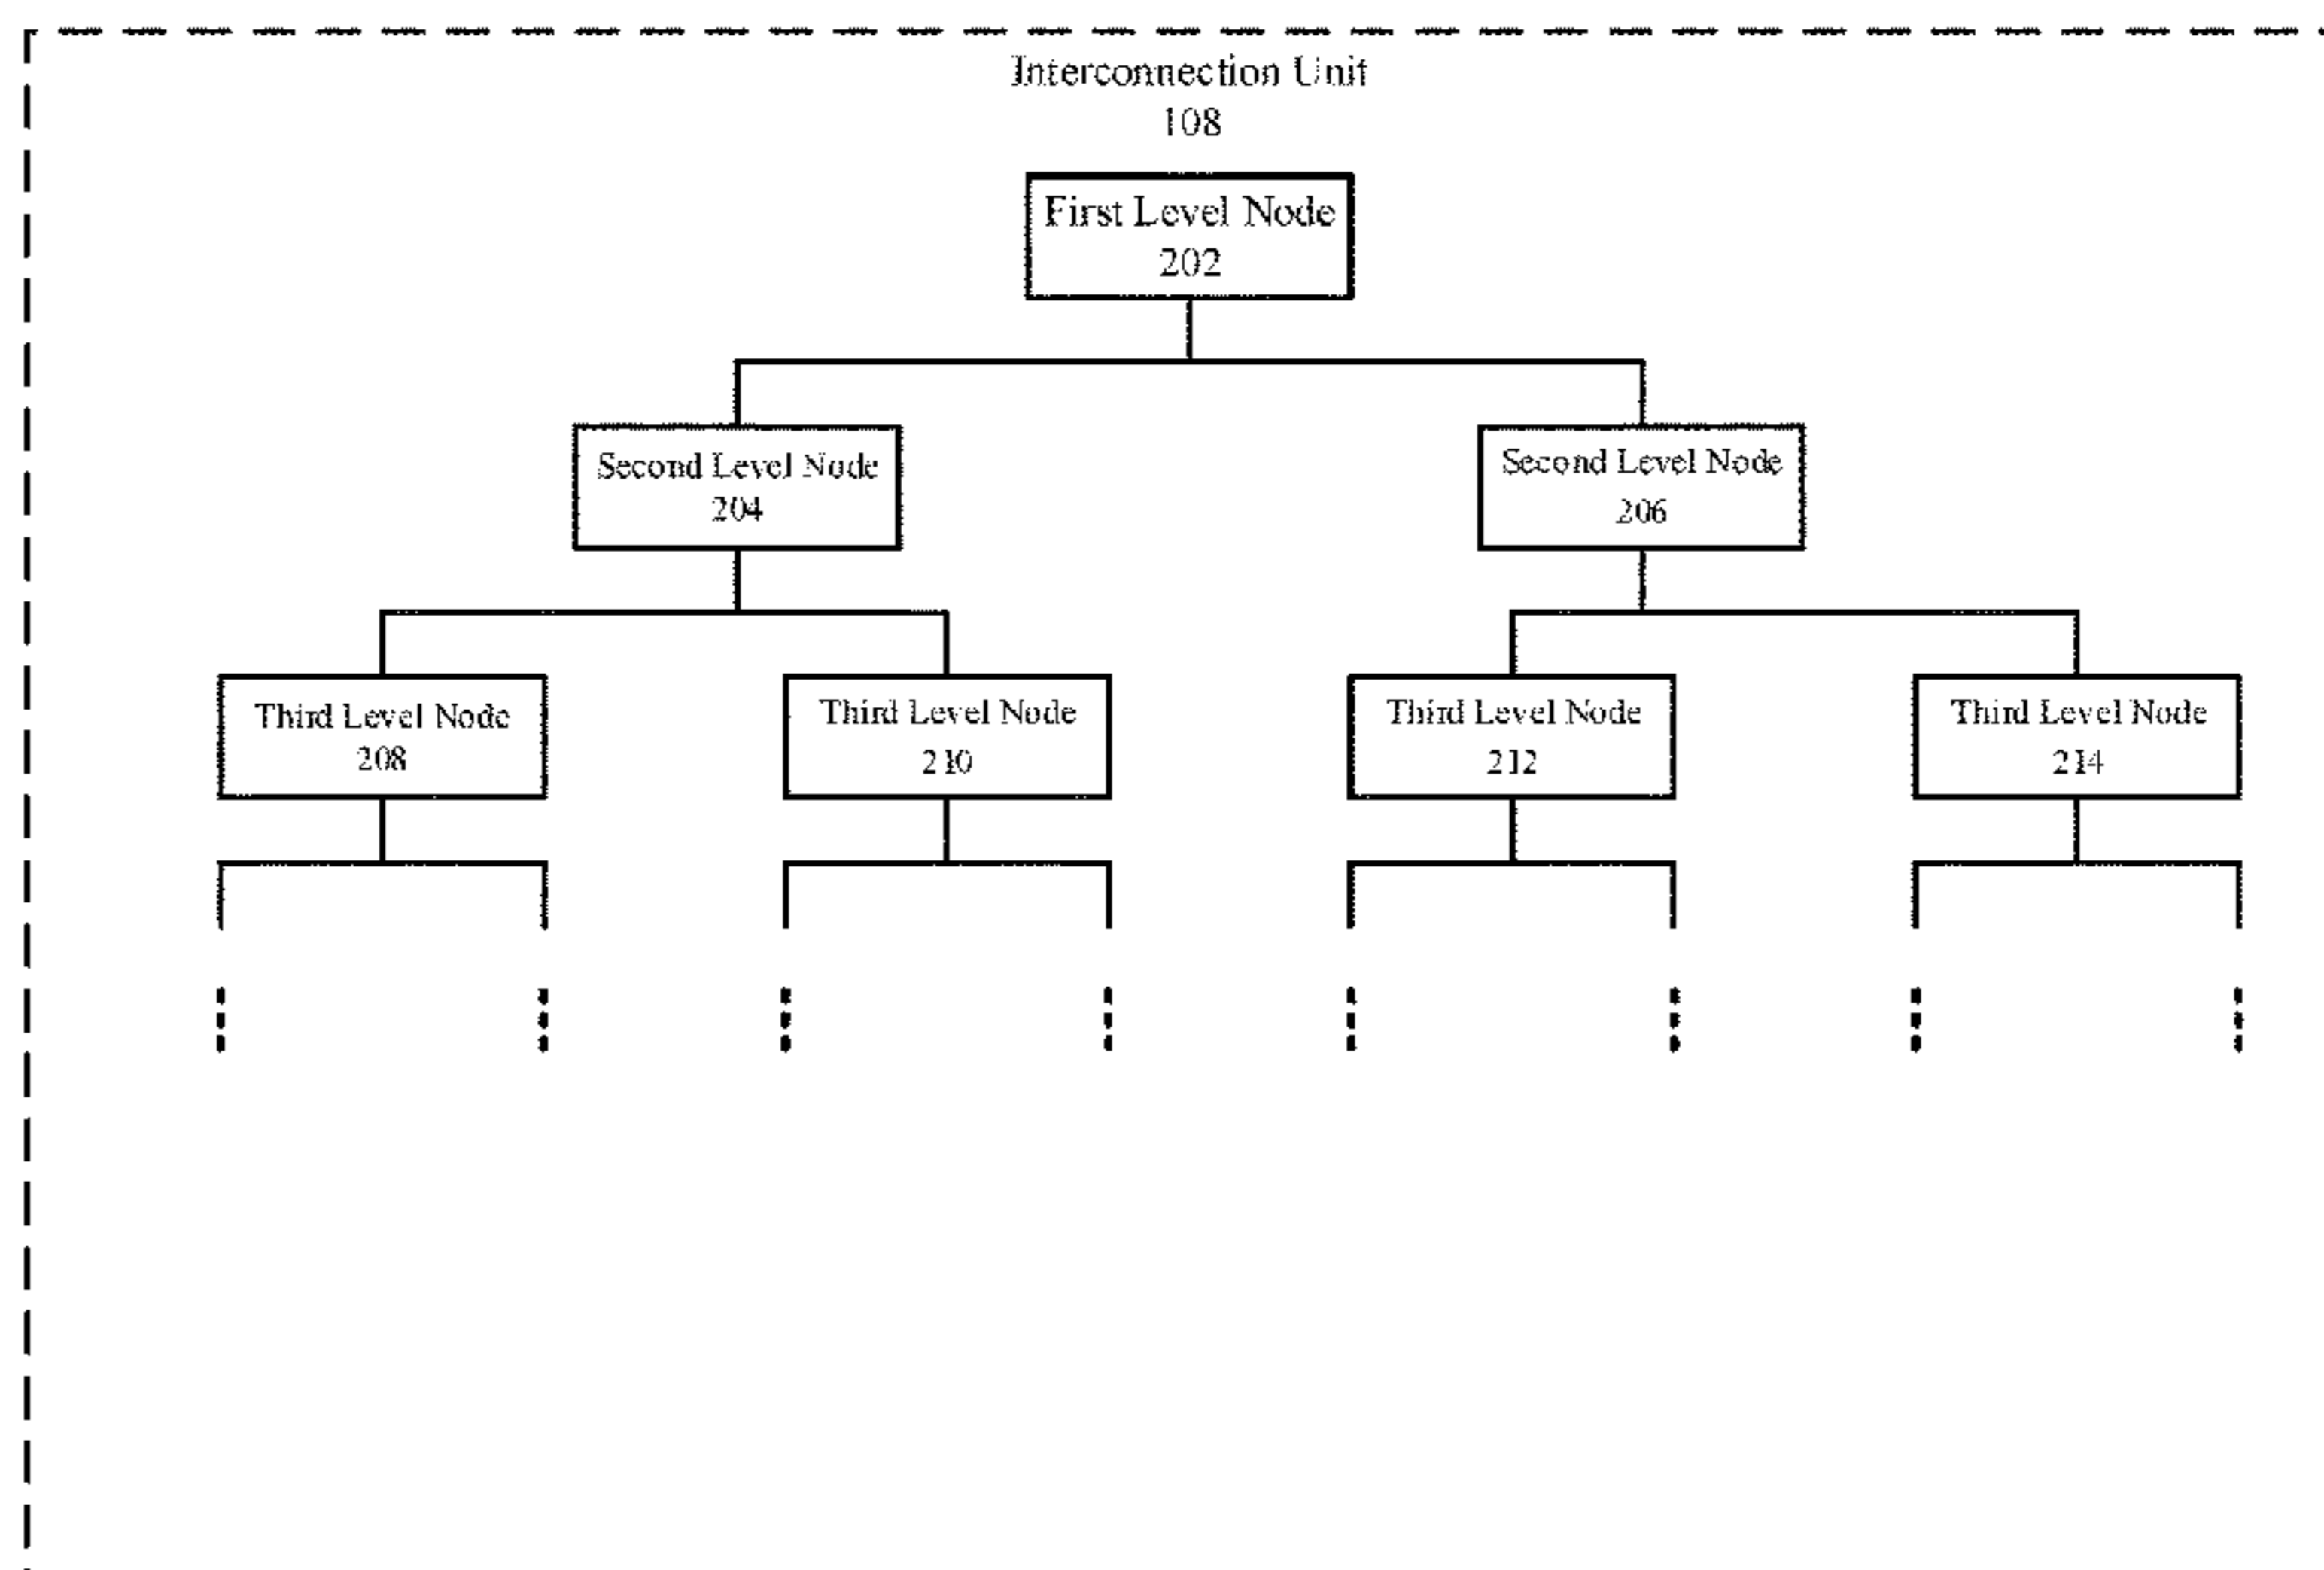 Interconnection Unit
108
First Level Node
202
Second Level Node
204
Second Level Node
206
Third Level Node
208
Third Level Node
210
Third Level Node
212
Third Level Node
214